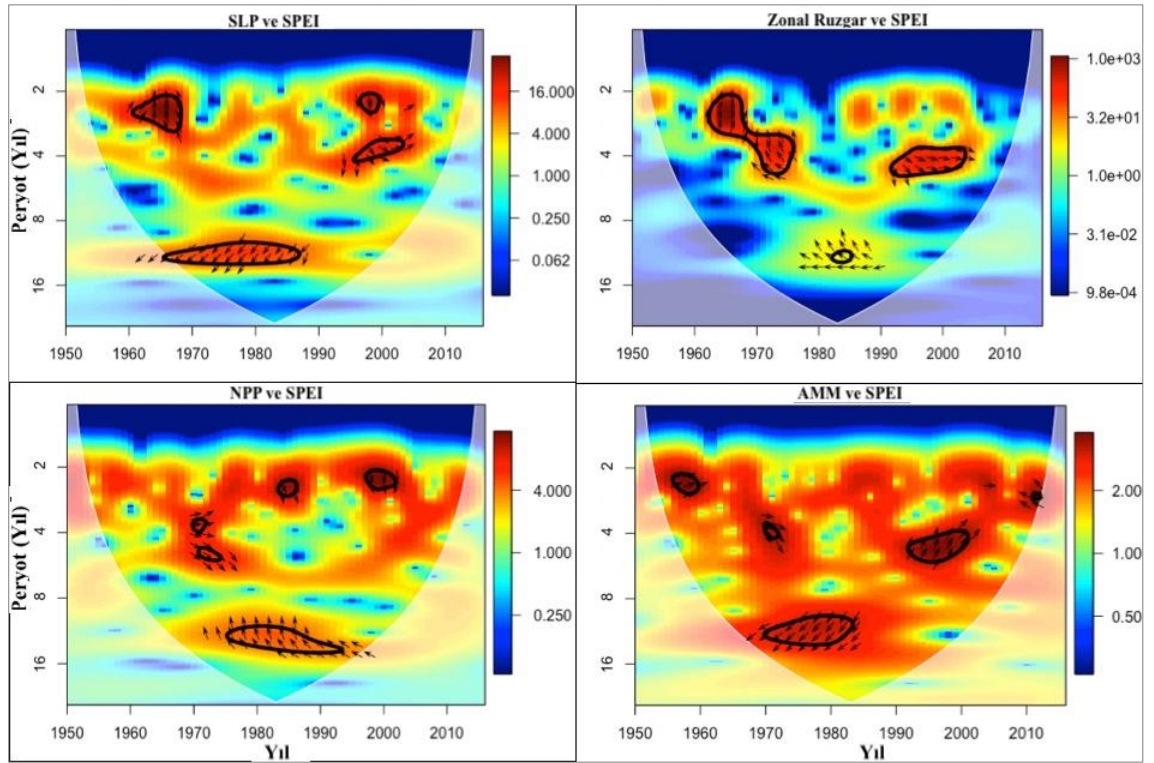 SLP ve SPEI
Zonal Ruzgar ve SPEI
Peryot (Yıl)
2
4
8
16
1950 1960 1970 1980 1990 2000 2010
16.000
4.000
1.000
0.250
0.062
2
4
8
16
1950 1960 1970 1980 1990 2000 2010
1.0e+03
3.2e+01
1.0e+00
3.1e-02
9.8e-04
NPP ve SPEI
AMM ve SPEI
Peryot (Yıl)
2
4
8
16
1950 1960 1970 1980 1990 2000 2010
Yıl
4.000
1.000
0.250
2
4
8
16
1950 1960 1970 1980 1990 2000 2010
Yıl
2.00
1.00
0.50